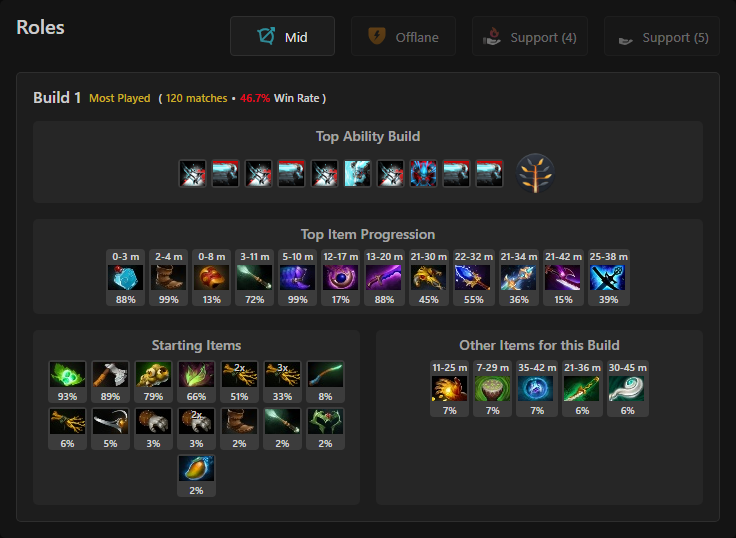 Roles
Mid
Offlane
Support (4)
Support (5)
Build 1 Most Played ( 120 matches • 46.7% Win Rate )
Top Ability Build
Top Item Progression
0-3 m 2-4 m 0-8 m 3-11 m 5-10 m 12-17 m 13-20 m 21-30 m 22-32 m 21-34 m 21-42 m 25-38 m
88% 99% 13% 72% 99% 17% 88% 45% 55% 36% 15% 39%
Starting Items
2x 3x
93% 89% 79% 66% 51% 33% 8%
2x
6% 5% 3% 3% 2% 2% 2%
2%
Other Items for this Build
11-25 m 7-29 m 35-42 m 21-36 m 30-45 m
7% 7% 7% 6% 6%